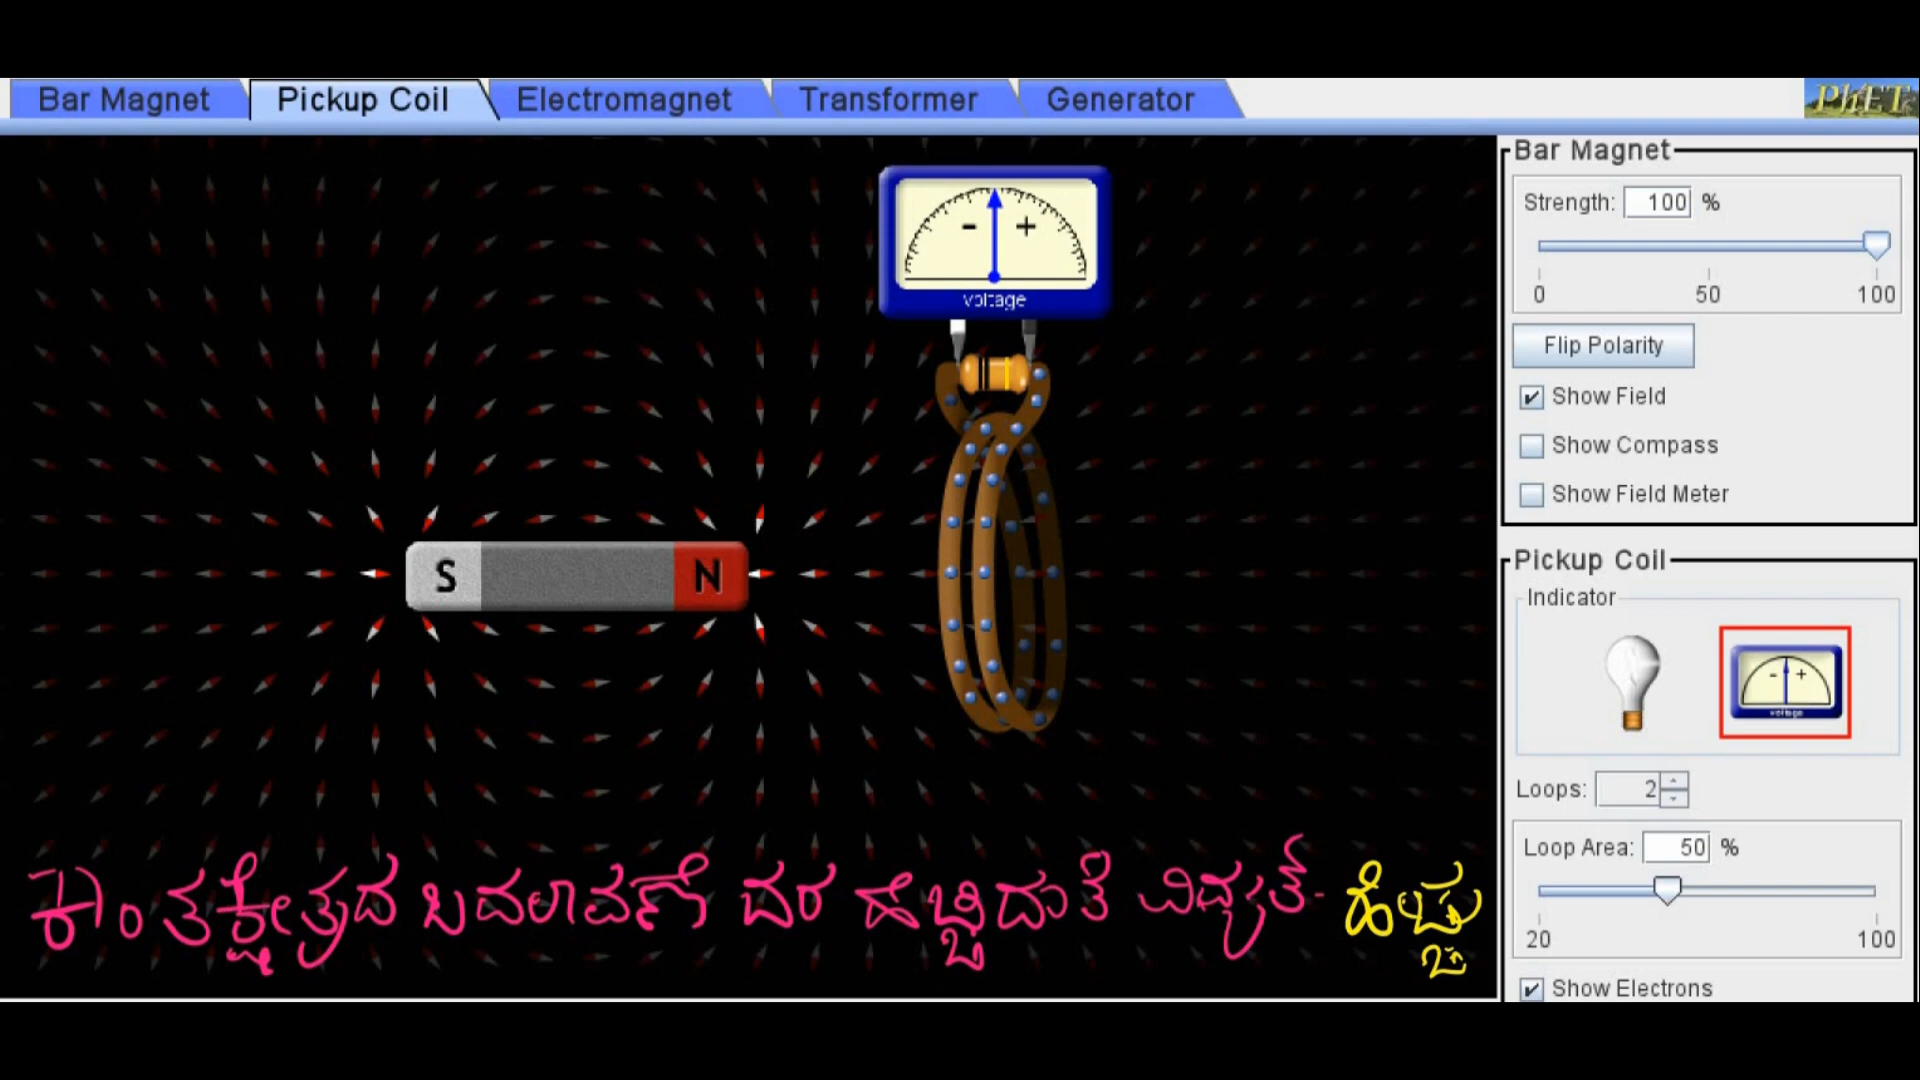 Bar Magnet Pickup Coil Electromagnet Transformer Generator PhET
Bar Magnet
Strength: 100 %
0 50 100
Flip Polarity
Show Field
Show Compass
Show Field Meter
- +
voltage
S N
Pickup Coil
Indicator
- +
voltage
Loops: 2
Loop Area: 50 %
20 100
Show Electrons
ಕಾಂತಕ್ಷೇತ್ರದ ಬದಲಾವಣೆ ದರ ಹೆಚ್ಚಿದಾತೆ ವಿದ್ಯುತ್